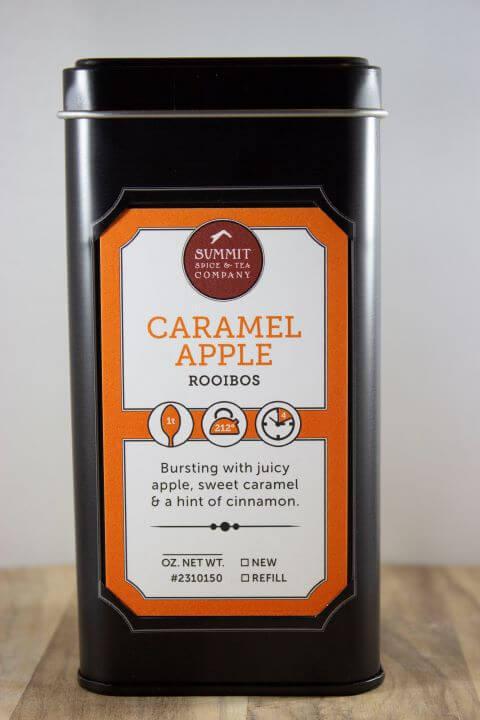 SUMMIT
SPICE & TEA
COMPANY
CARAMEL
APPLE
ROOIBOS
1t
212°
4
Bursting with juicy
apple, sweet caramel
& a hint of cinnamon.
OZ. NET WT. ☐ NEW
#2310150 ☐ REFILL